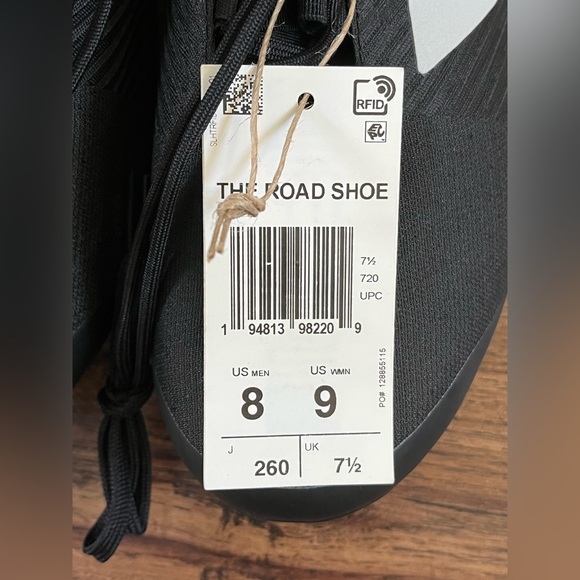 RFID
THE ROAD SHOE
7½
720
UPC
1 94813 98220 9
US MEN US WMN
8 9
PO# 128855115
J UK
260 7½